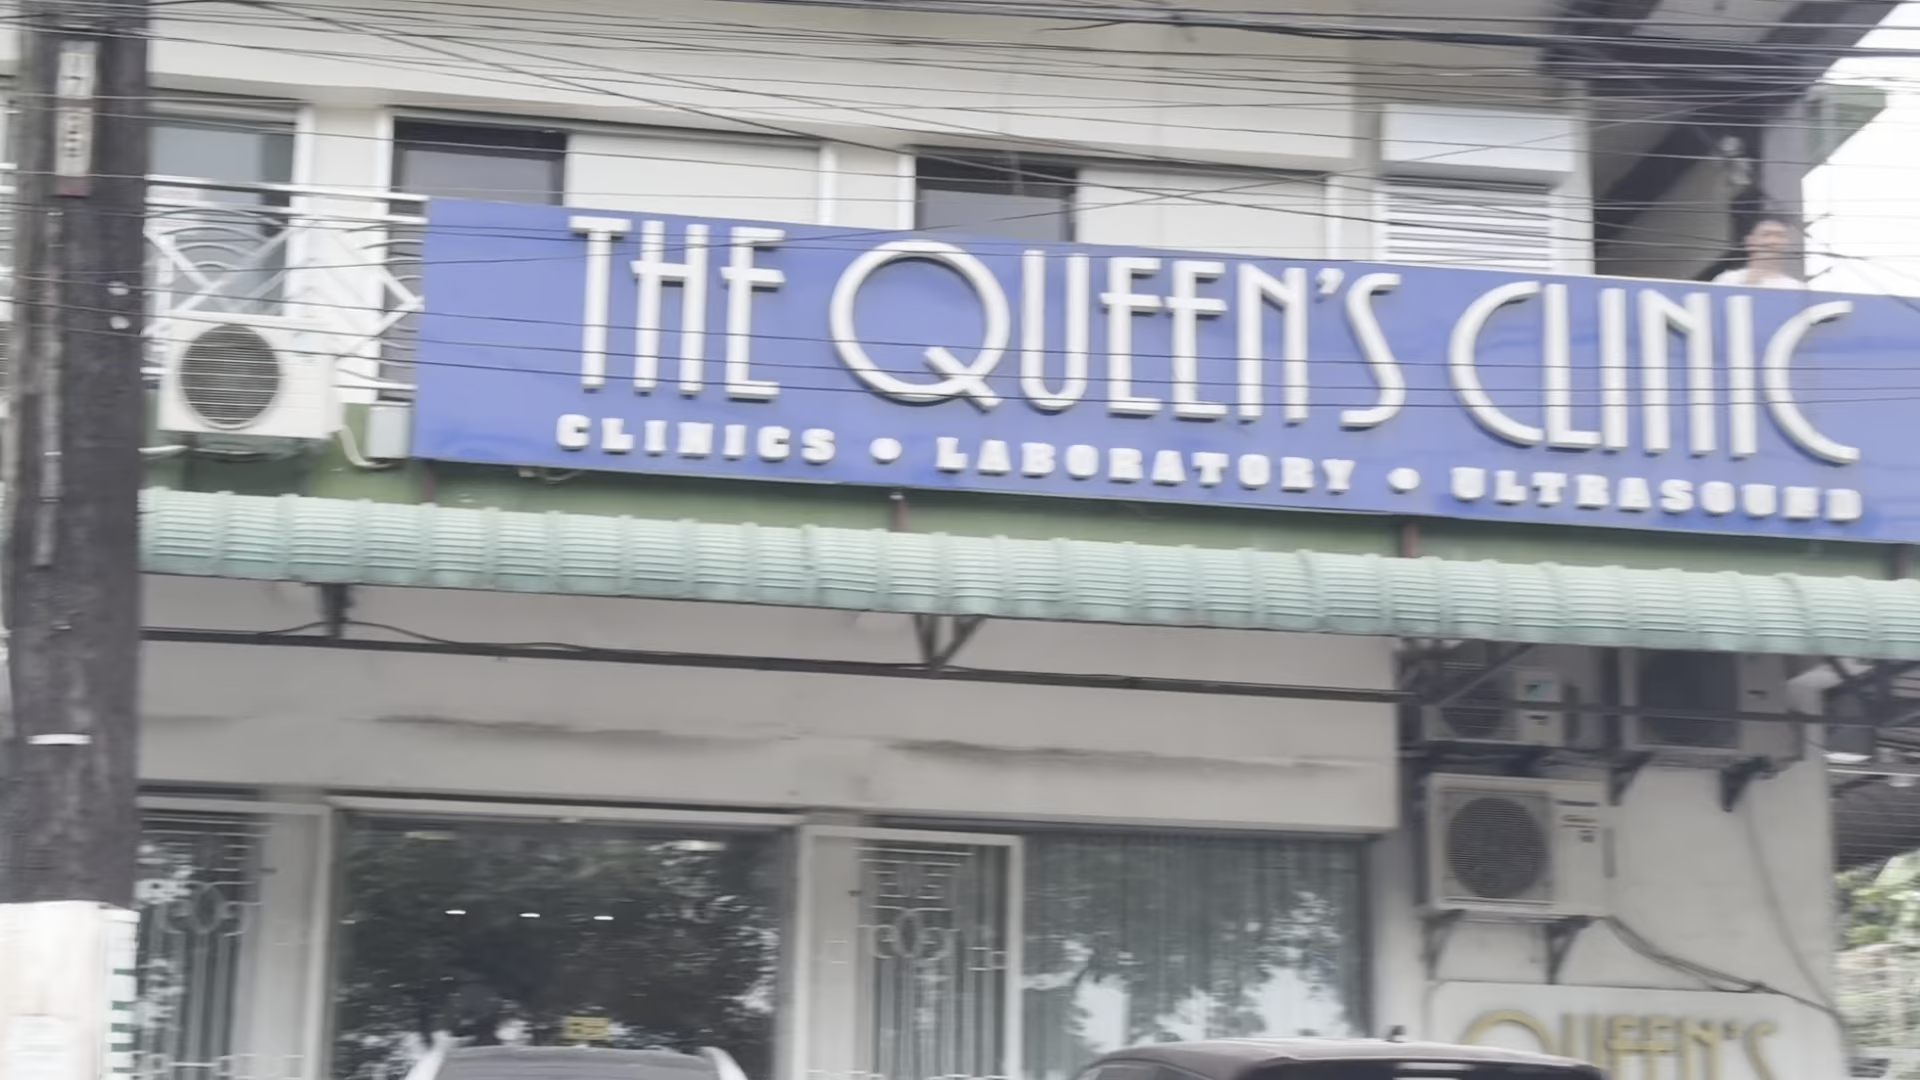 THE QUEEN'S CLINIC
CLINICS • LABORATORY • ULTRASOUND
QUEEN'S